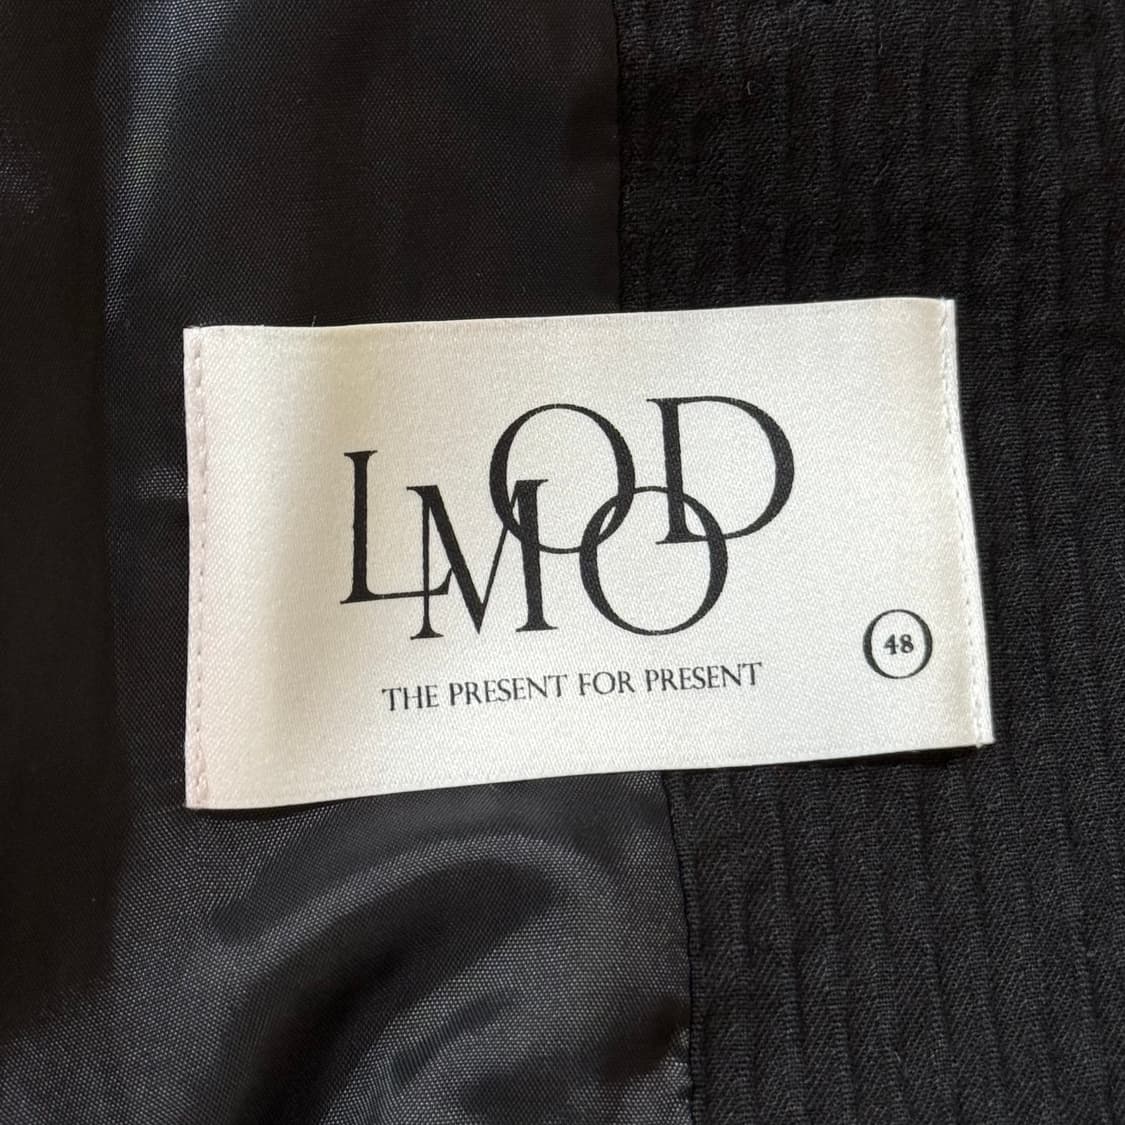 LMOOD
THE PRESENT FOR PRESENT
48